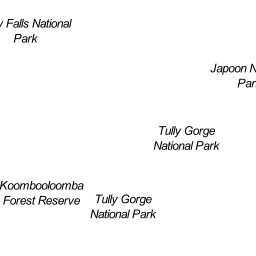 Falls National
Park
Japoon
Tully Gorge
National Park
Koombooloomba
Forest Reserve
Tully Gorge
National Park